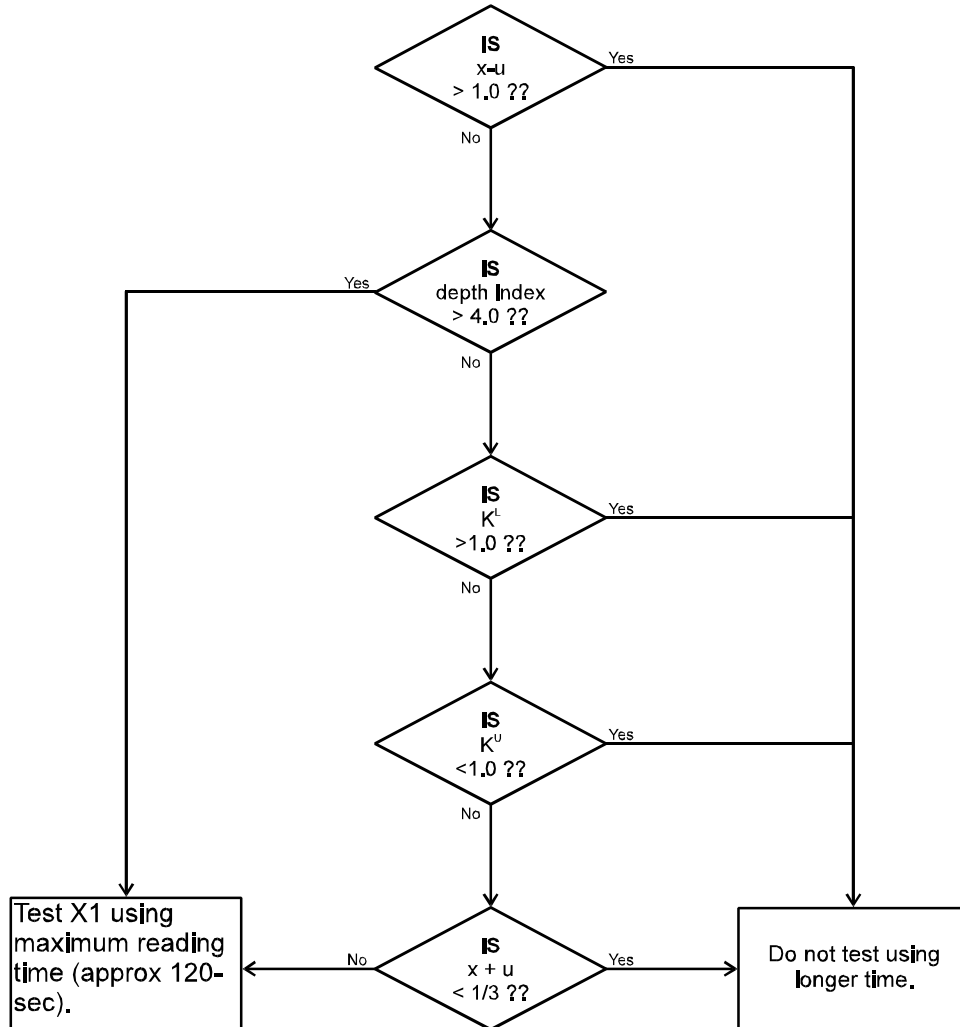 IS
x-u
> 1.0 ??
Yes
No
IS
depth Index
> 4.0 ??
Yes
No
IS
K^L
>1.0 ??
Yes
No
IS
K^U
<1.0 ??
Yes
No
Test X1 using
maximum reading
time (approx 120-
sec).
No
IS
x + u
< 1/3 ??
Yes
Do not test using
longer time.